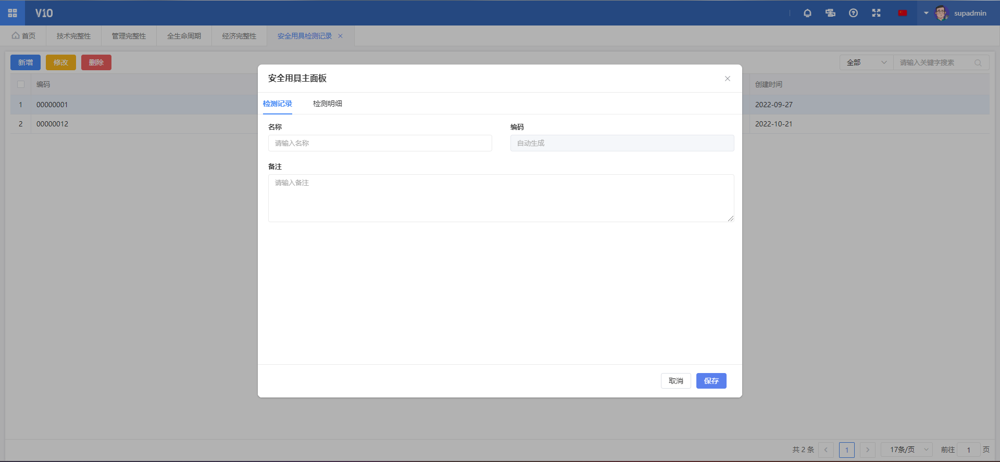 V10
supadmin
首页
技术完整性
管理完整性
全生命周期
经济完整性
安全用具检测记录
新增
修改
删除
全部
请输入关键字搜索
编码
创建时间
1
00000001
2022-09-27
2
00000012
2022-10-21
安全用具主面板
检测记录
检测明细
名称
编码
请输入名称
自动生成
备注
请输入备注
取消
保存
共 2 条
1
17条/页
前往
1
页